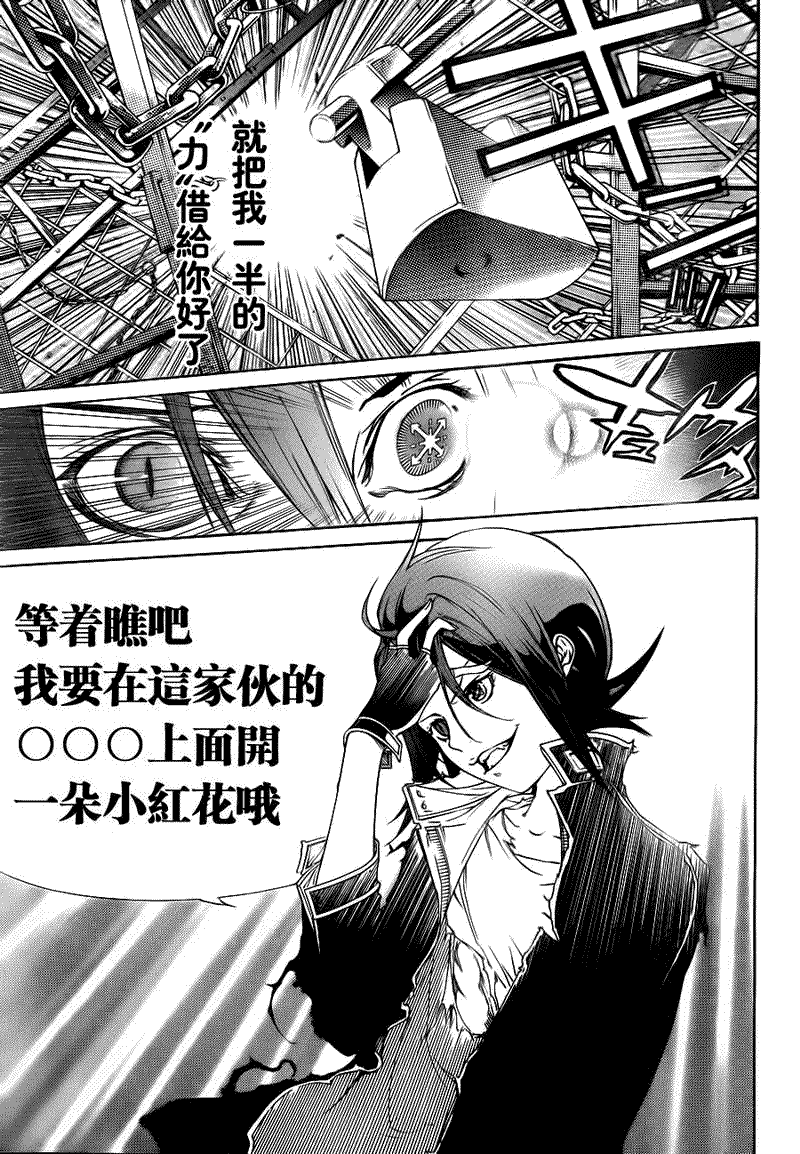 就把我一半的
〝力〞借給你好了
等着瞧吧
我要在這家伙的
○○○上面開
一朵小紅花哦